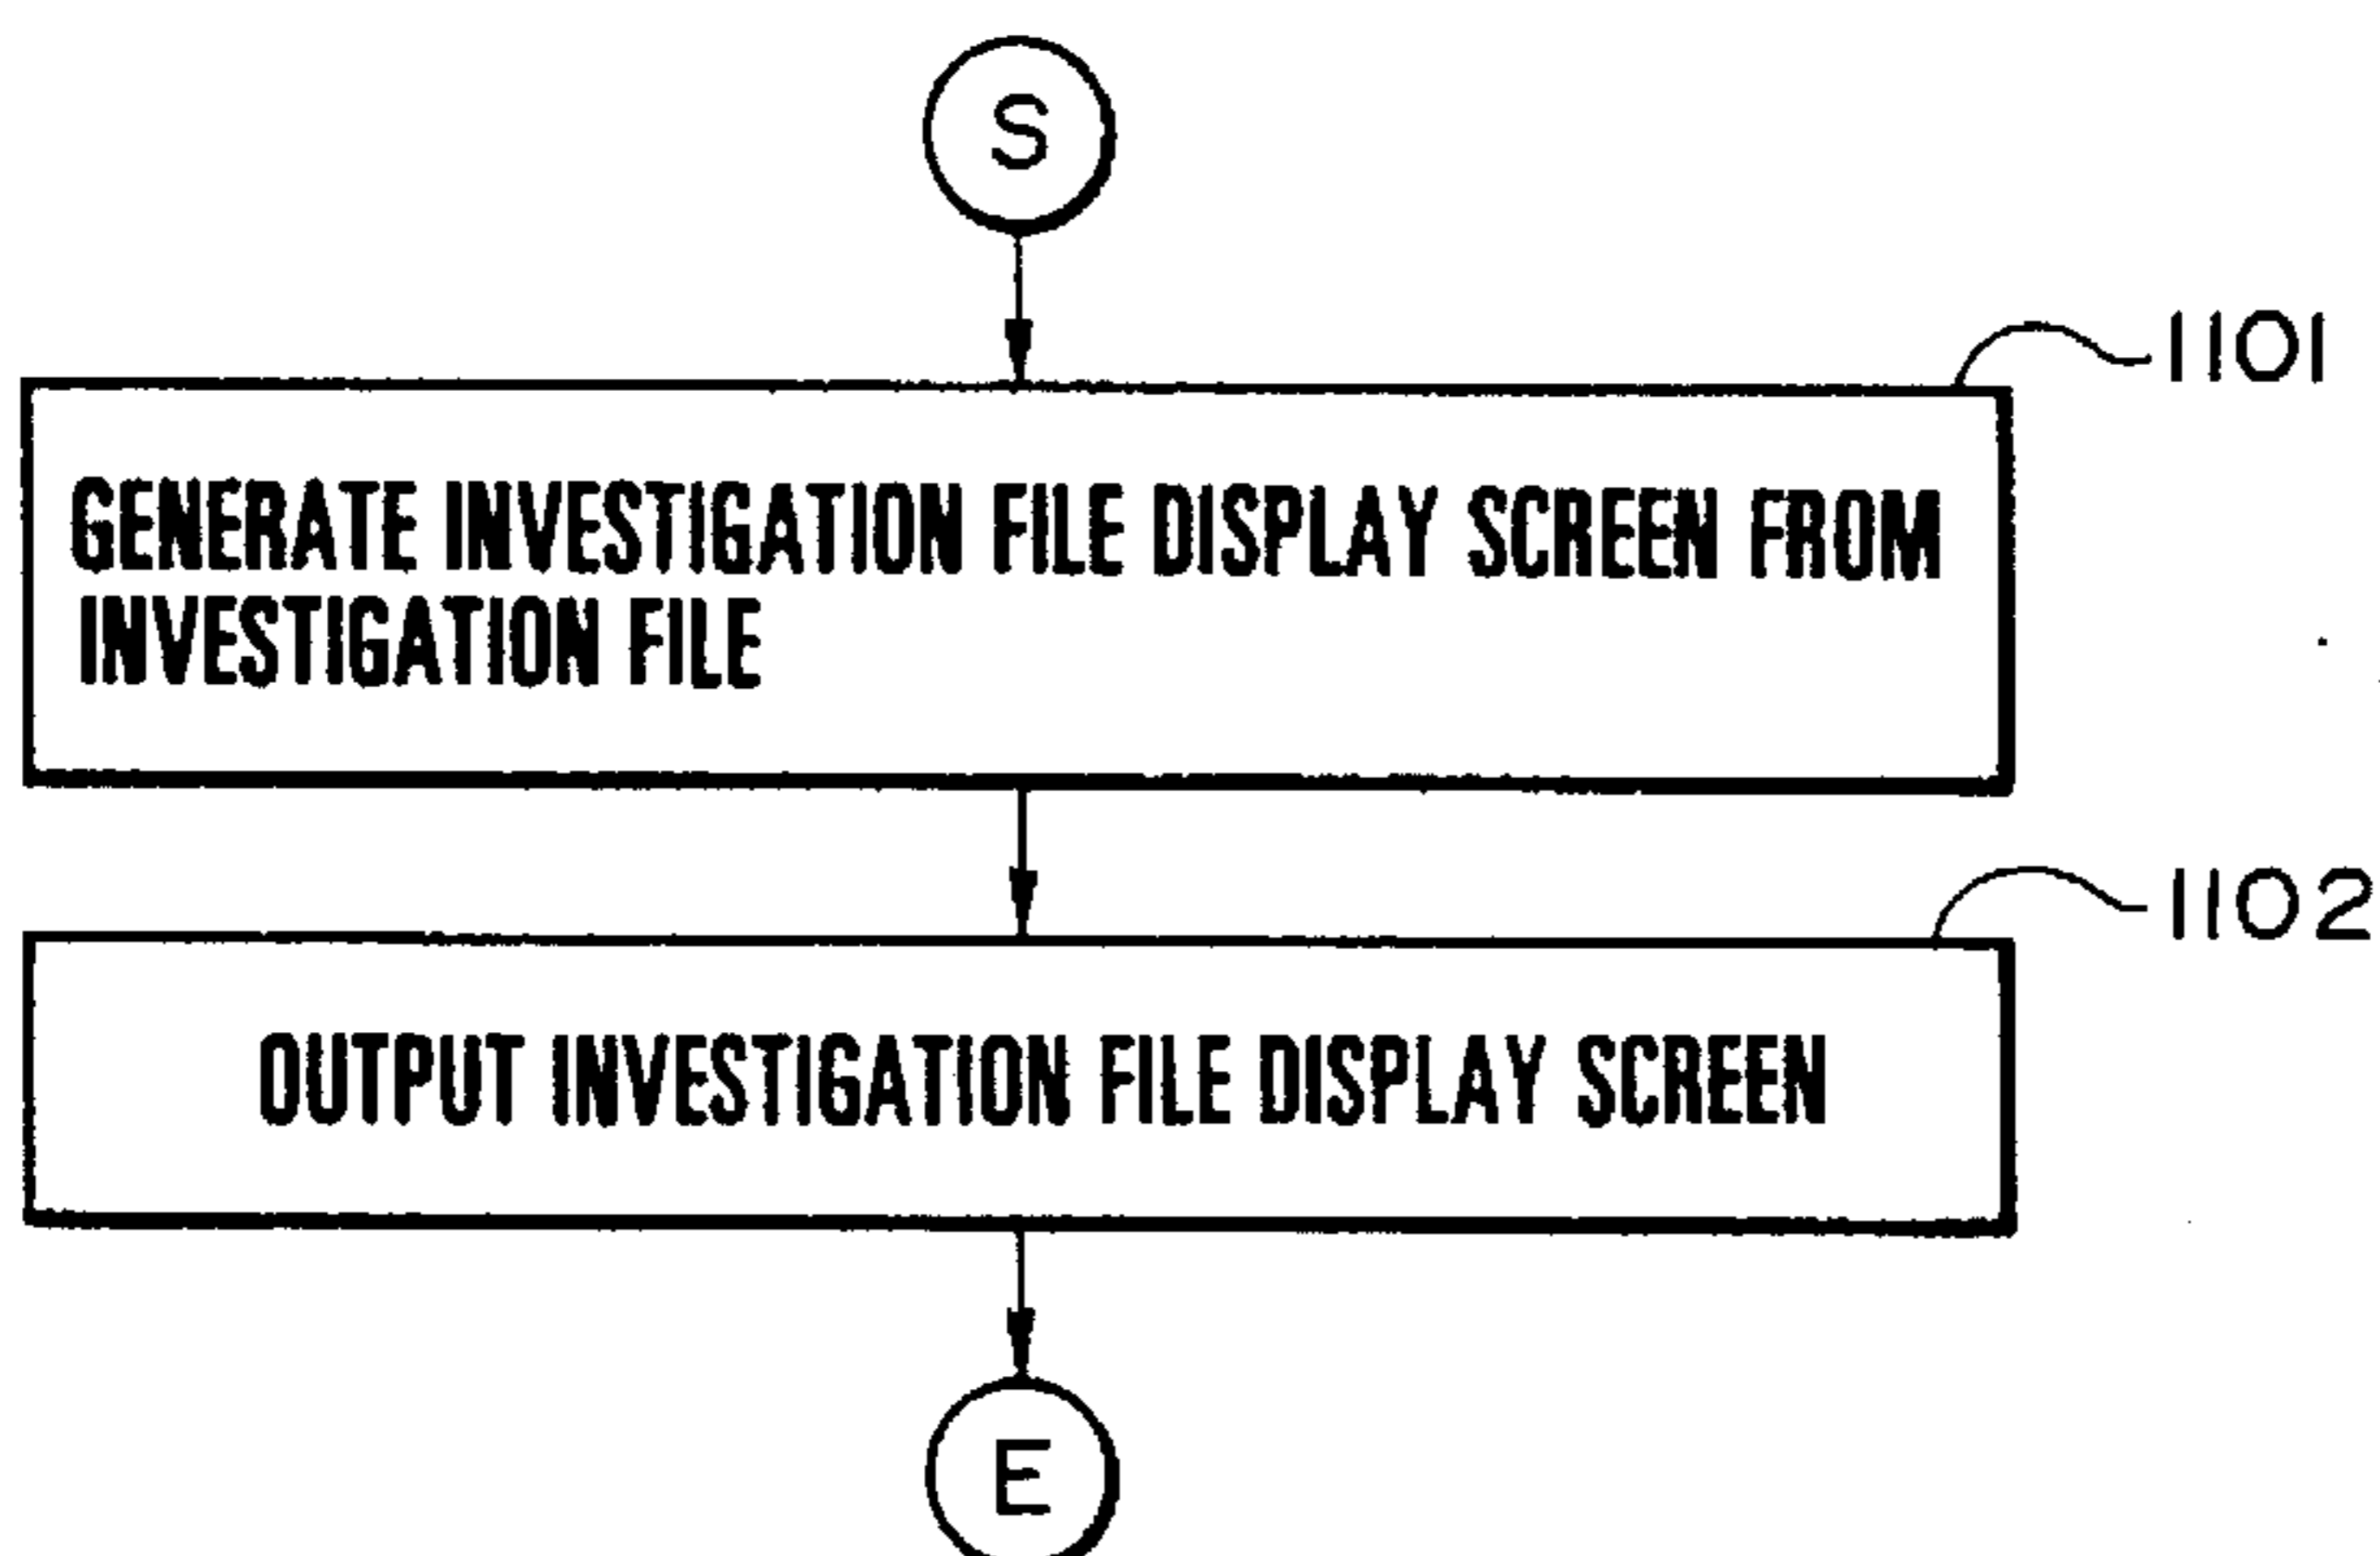 S
1101
GENERATE INVESTIGATION FILE DISPLAY SCREEN FROM
INVESTIGATION FILE
1102
OUTPUT INVESTIGATION FILE DISPLAY SCREEN
E